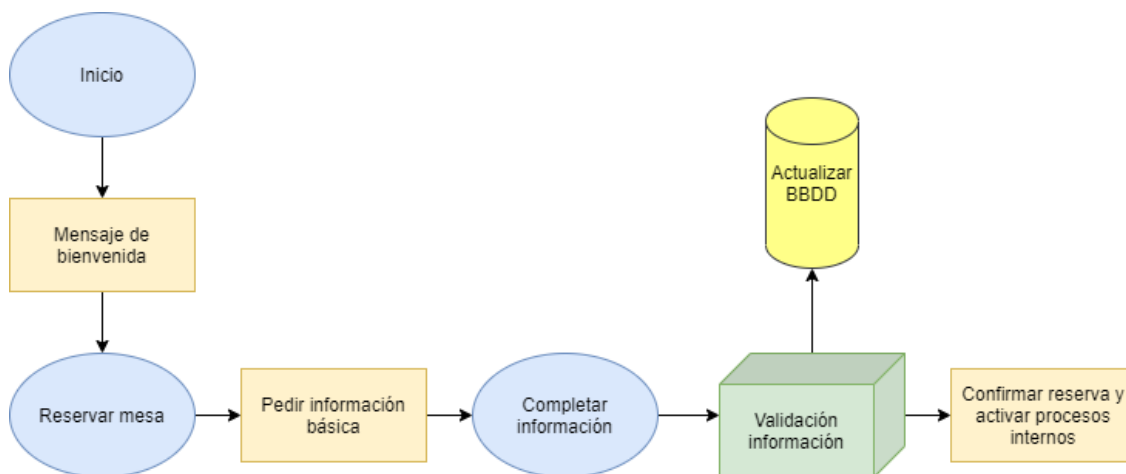 Inicio
Mensaje de
bienvenida
Reservar mesa
Pedir información
básica
Completar
información
Validación
información
Actualizar
BBDD
Confirmar reserva y
activar procesos
internos